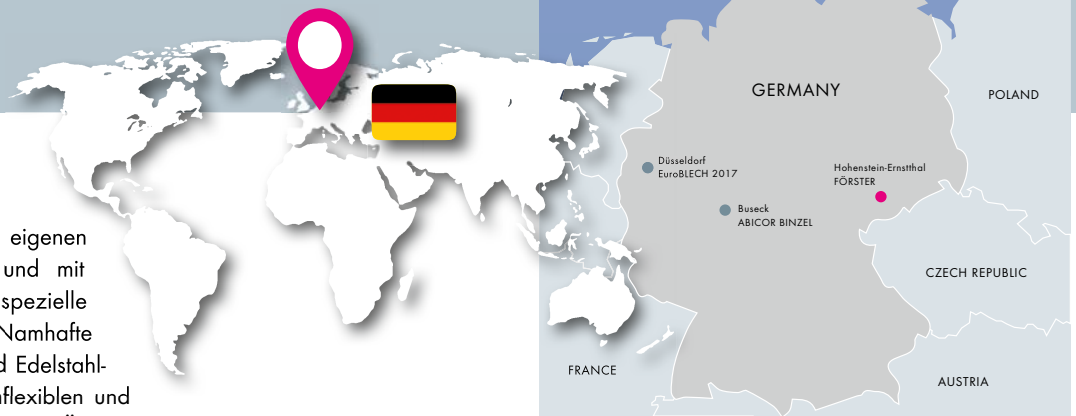 eigenen
und mit
spezielle
Namhafte
Edelstahl-
und
GERMANY
POLAND
Düsseldorf
EuroBLECH 2017
Hohenstein-Ernstthal
FÖRSTER
Buseck
ABICOR BINZEL
CZECH REPUBLIC
FRANCE
AUSTRIA